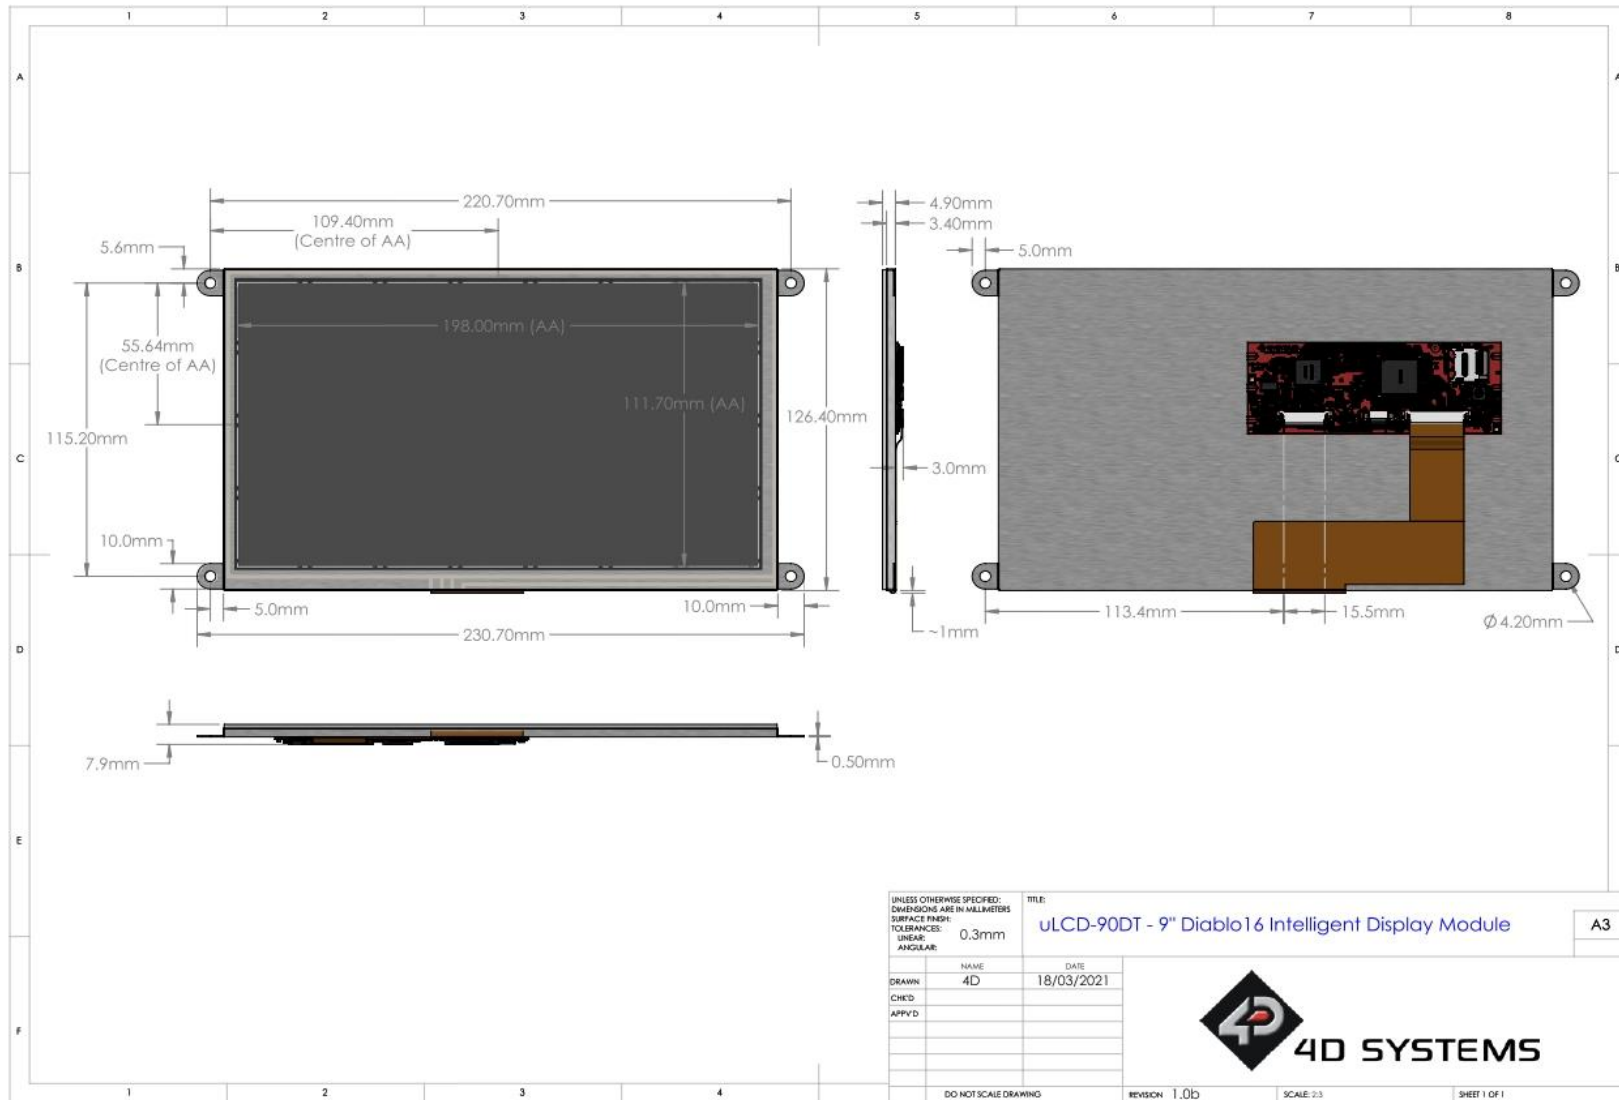 1 2 3 4 5 6 7 8
A A
B B
C C
D D
E
F
220.70mm
109.40mm
(Centre of AA)
5.6mm
198.00mm (AA)
55.64mm
(Centre of AA)
111.70mm (AA)
126.40mm
115.20mm
10.0mm
5.0mm
10.0mm
230.70mm
4.90mm
3.40mm
5.0mm
3.0mm
~1mm
113.4mm
15.5mm
Ø 4.20mm
7.9mm
0.50mm
UNLESS OTHERWISE SPECIFIED:
DIMENSIONS ARE IN MILLIMETERS
SURFACE FINISH:
TOLERANCES:
LINEAR: 0.3mm
ANGULAR:
TITLE:
uLCD-90DT - 9" Diablo16 Intelligent Display Module
A3
NAME DATE
DRAWN 4D 18/03/2021
CHK'D
APPV'D
4D
4D SYSTEMS
DO NOT SCALE DRAWING
REVISION 1.0b
SCALE: 2:3
SHEET 1 OF 1
1 2 3 4